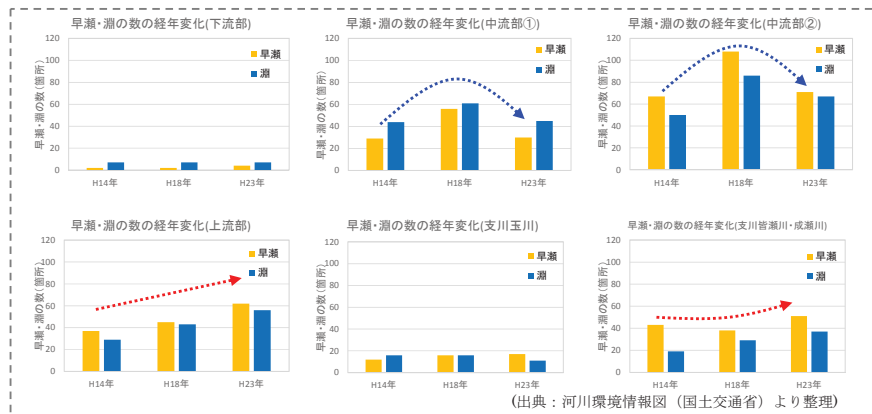 早瀬・淵の数の経年変化(下流部)
早瀬・淵の数(箇所)
120
100
80
60
40
20
0
早瀬
淵
H14年
H18年
H23年
早瀬・淵の数の経年変化(中流部①)
早瀬・淵の数(箇所)
120
100
80
60
40
20
0
早瀬
淵
H14年
H18年
H23年
早瀬・淵の数の経年変化(中流部②)
早瀬・淵の数(箇所)
120
100
80
60
40
20
0
早瀬
淵
H14年
H18年
H23年
早瀬・淵の数の経年変化(上流部)
早瀬・淵の数(箇所)
120
100
80
60
40
20
0
早瀬
淵
H14年
H18年
H23年
早瀬・淵の数の経年変化(支川玉川)
早瀬・淵の数(箇所)
120
100
80
60
40
20
0
早瀬
淵
H14年
H18年
H23年
早瀬・淵の数の経年変化(支川皆瀬川・成瀬川)
早瀬・淵の数(箇所)
120
100
80
60
40
20
0
早瀬
淵
H14年
H18年
H23年
(出典：河川環境情報図（国土交通省）より整理)